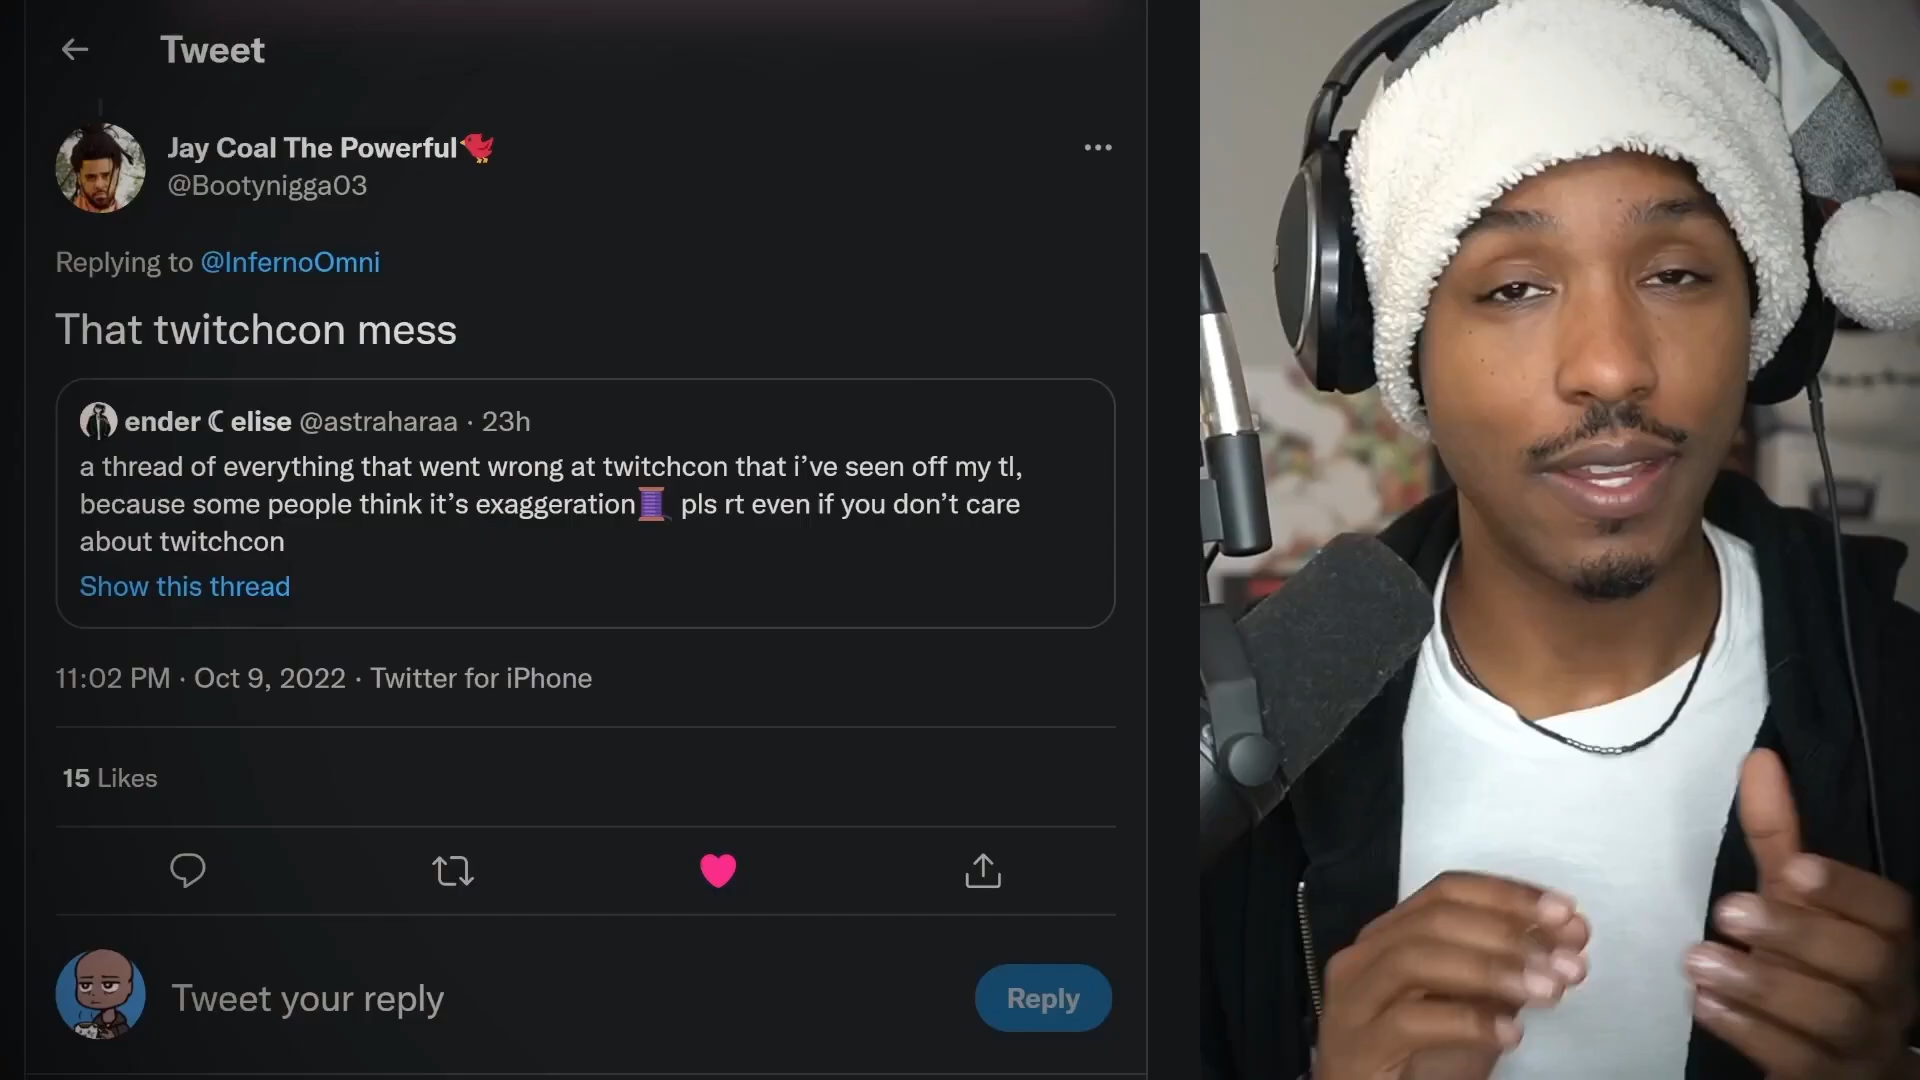 Tweet
Jay Coal The Powerful
@Bootynigga03
Replying to @InfernoOmni
That twitchcon mess
ender ☾ elise @astraharaa · 23h
a thread of everything that went wrong at twitchcon that i’ve seen off my tl,
because some people think it’s exaggeration🧵 pls rt even if you don’t care
about twitchcon
Show this thread
11:02 PM · Oct 9, 2022 · Twitter for iPhone
15 Likes
Tweet your reply
Reply